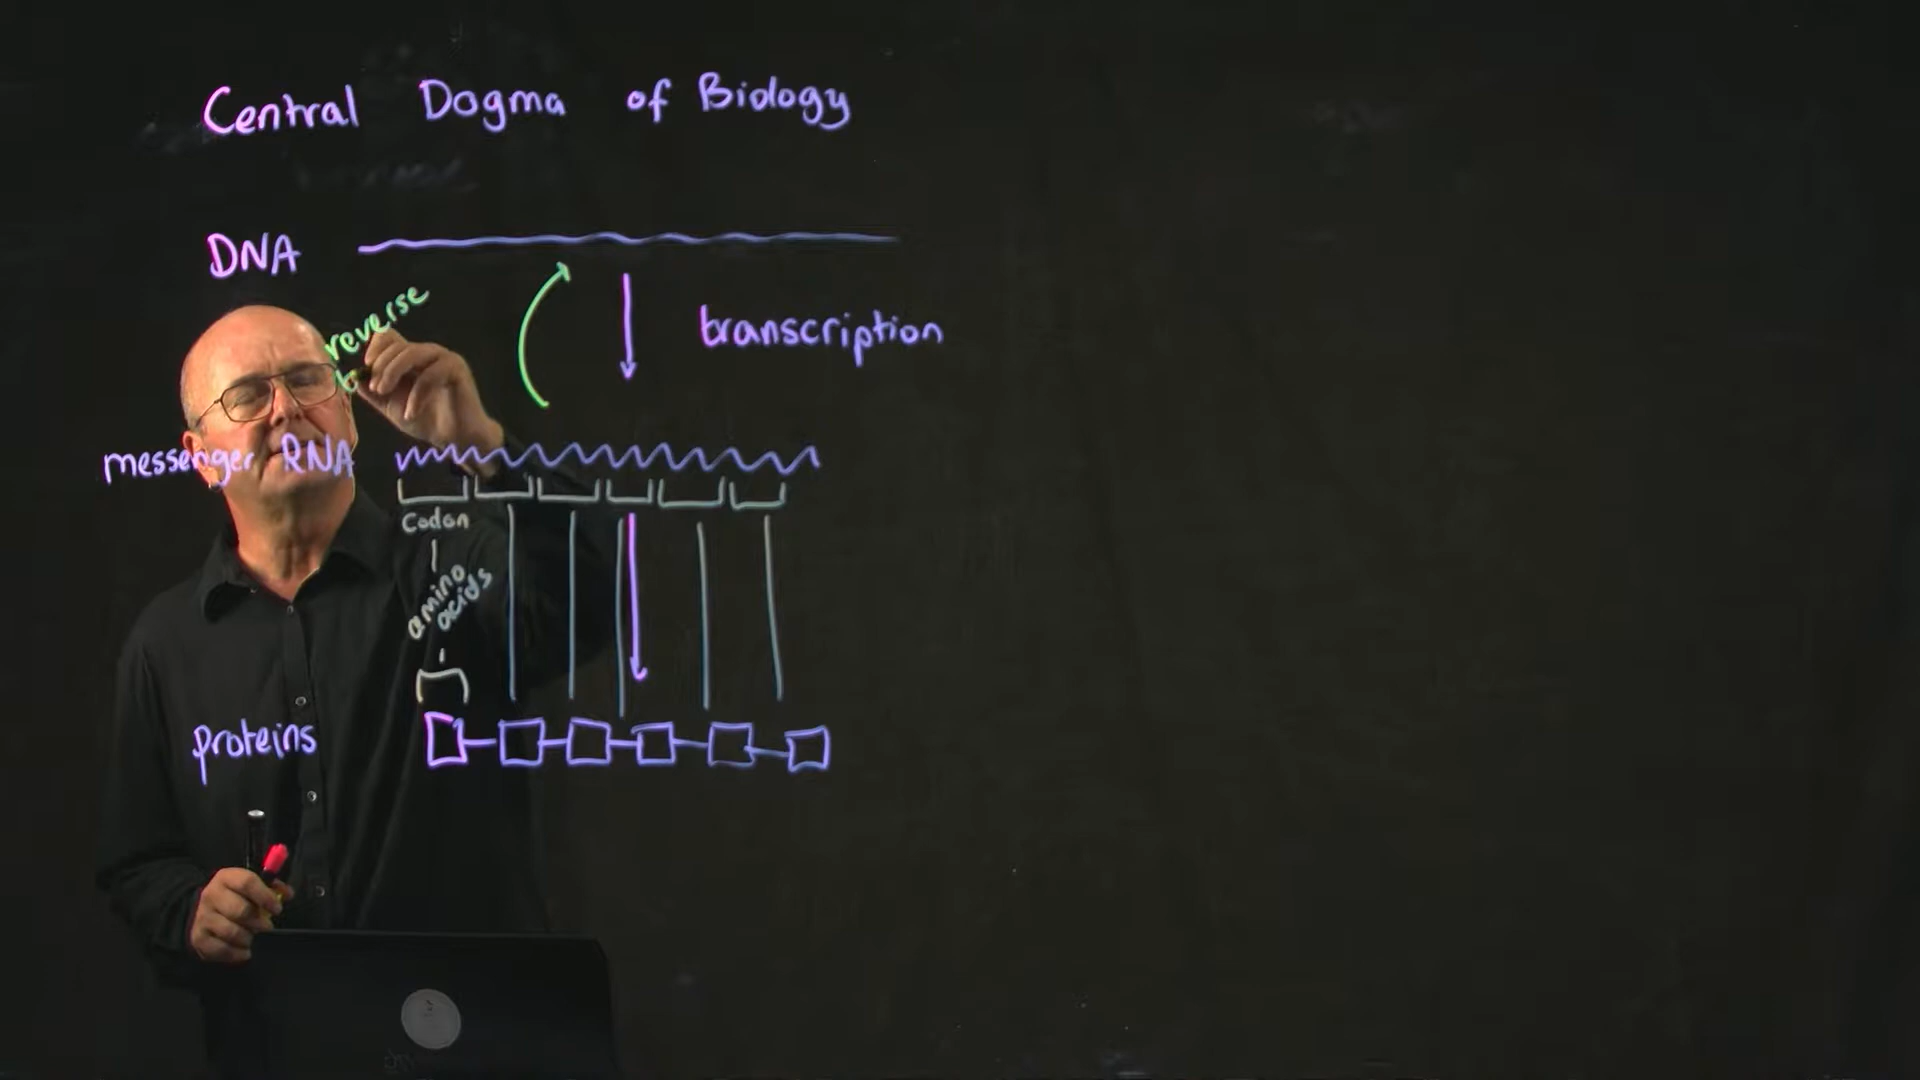 Central Dogma of Biology
DNA
reverse
t
transcription
messenger RNA
Codon
amino
acids
proteins